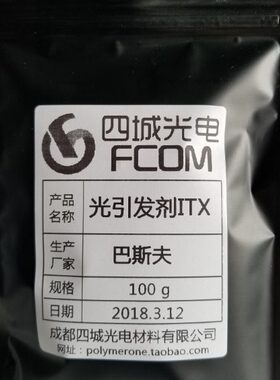 四城光电
FCOM
产品名称 光引发剂ITX
生产厂家 巴斯夫
规格 100 g
日期 2018.3.12
成都四城光电材料有限公司
网址：polymerone.taobao.com